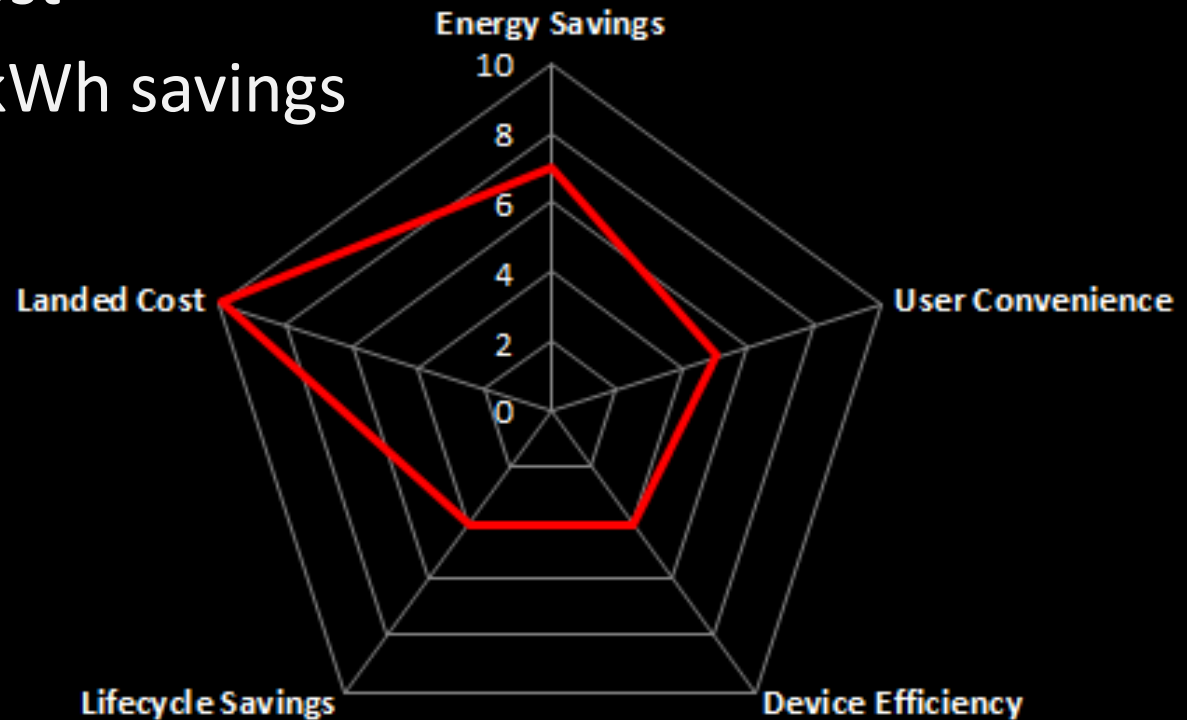 kWh savings
Energy Savings
10
8
6
4
2
0
Landed Cost
User Convenience
Lifecycle Savings
Device Efficiency